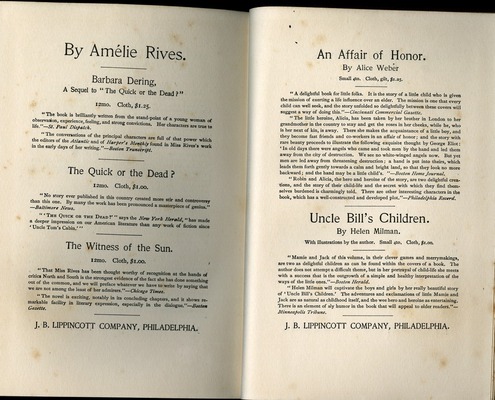 By Amélie Rives.
Barbara Dering,
A Sequel to "The Quick or the Dead?"
12mo. Cloth, $1.25.
"The book is brilliantly written from the stand-point of a young woman of
observation, experience, feeling, and strong convictions. Her characters are true to
life."—St. Paul Dispatch.
"The conversations of the principal characters are full of that power which
the editors of the Atlantic and of Harper's Monthly found in Miss Rives's work
in the early days of her writing."—Boston Transcript.
The Quick or the Dead?
12mo. Cloth, $1.00.
"No story ever published in this country created more stir and controversy
than this one. By many the work has been pronounced a masterpiece of genius."
—Baltimore News.
"'The Quick or the Dead?'" says the New York Herald, "has made
a deeper impression on our American literature than any work of fiction since
'Uncle Tom's Cabin.'"
The Witness of the Sun.
12mo. Cloth, $1.00.
"That Miss Rives has been thought worthy of recognition at the hands of
critics North and South is the strongest evidence of the fact she has done something
out of the common, and we will preface whatever we have to write by saying that
we are not among the least of her admirers."—Chicago Times.
"The novel is exciting, notably in its concluding chapters, and it shows re-
markable facility in literary expression, especially in the dialogue."—Boston
Gazette.
J. B. LIPPINCOTT COMPANY, PHILADELPHIA.
An Affair of Honor.
By Alice Weber
Small 4to. Cloth, gilt, $1.25.
"A delightful book for little folks. It is the story of a little child who is given
the mission of exerting a life influence over an elder. The mission is one that every
child can well seek, and the story unfolded so delightfully between these covers will
suggest a way of doing this."—Cincinnati Commercial Gazette.
"The little heroine, Alicia, has been taken by her brother in London to her
grandmother in the country to stay and get the roses in her cheeks, while he, who
is her next of kin, is away. There she makes the acquaintance of a little boy, and
they become fast friends and co-workers in an affair of honor; and the story with
rare beauty proceeds to illustrate the following exquisite thought by George Eliot:
'In old days there were angels who came and took men by the hand and led them
away from the city of destruction. We see no white-winged angels now. But yet
men are led away from threatening destruction; a hand is put into theirs, which
leads them forth gently towards a calm and bright land, so that they look no more
backward; and the hand may be a little child's.'"—Boston Home Journal.
"Robin and Alicia, the hero and heroine of the story, are two delightful crea-
tions, and the story of their child-life and the secret with which they find them-
selves burdened is charmingly told. There are other interesting characters in the
book, which has a well-constructed and developed plot."—Philadelphia Record.
Uncle Bill's Children.
By Helen Milman.
With illustrations by the author. Small 4to, Cloth, $1.00.
"Mamie and Jack of this volume, in their clever games and merrymakings,
are two as delightful children as can be found within the covers of a book. The
author does not attempt a difficult theme, but in her portrayal of child-life she meets
with a success that is the outgrowth of a simple and healthy interpretation of the
ways of the little ones."—Boston Herald.
"Helen Milman will captivate the boys and girls by her really beautiful story
of 'Uncle Bill's Children.' The adventures and exclamations of little Mamie and
Jack are as natural as childhood itself, and the wee hero and heroine as entertaining.
There is an element of sly humor in the book that will appeal to older readers."—
Minneapolis Tribune.
J. B. LIPPINCOTT COMPANY, PHILADELPHIA.